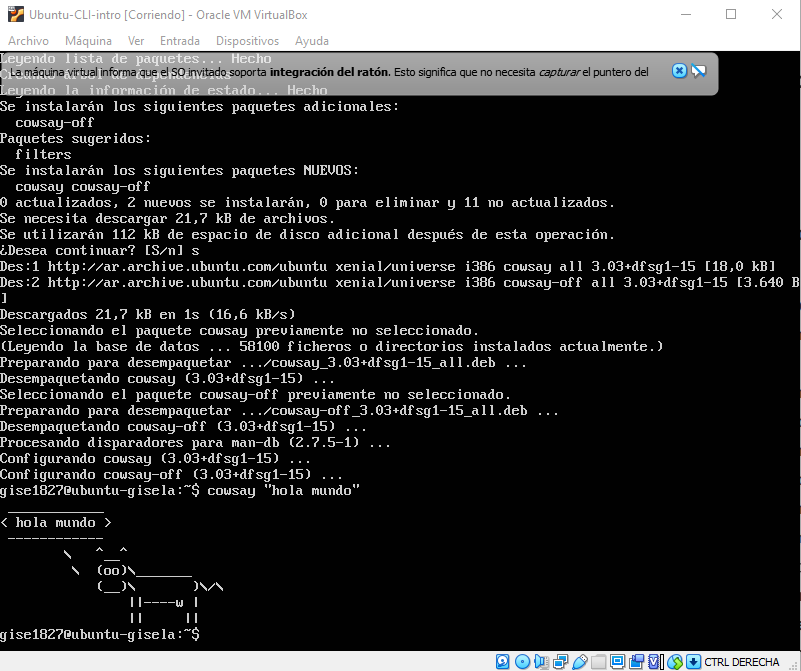 Ubuntu-CLI-intro [Corriendo] - Oracle VM VirtualBox
Archivo Máquina Ver Entrada Dispositivos Ayuda
Leyendo lista de paquetes... Hecho
La máquina virtual informa que el SO invitado soporta integración del ratón. Esto significa que no necesita capturar el puntero del
Leyendo la información de estado... Hecho
Se instalarán los siguientes paquetes adicionales:
  cowsay-off
Paquetes sugeridos:
  filters
Se instalarán los siguientes paquetes NUEVOS:
  cowsay cowsay-off
0 actualizados, 2 nuevos se instalarán, 0 para eliminar y 11 no actualizados.
Se necesita descargar 21,7 kB de archivos.
Se utilizarán 112 kB de espacio de disco adicional después de esta operación.
¿Desea continuar? [S/n] s
Des:1 http://ar.archive.ubuntu.com/ubuntu xenial/universe i386 cowsay all 3.03+dfsg1-15 [18,0 kB]
Des:2 http://ar.archive.ubuntu.com/ubuntu xenial/universe i386 cowsay-off all 3.03+dfsg1-15 [3.640 B
]
Descargados 21,7 kB en 1s (16,6 kB/s)
Seleccionando el paquete cowsay previamente no seleccionado.
(Leyendo la base de datos ... 58100 ficheros o directorios instalados actualmente.)
Preparando para desempaquetar .../cowsay_3.03+dfsg1-15_all.deb ...
Desempaquetando cowsay (3.03+dfsg1-15) ...
Seleccionando el paquete cowsay-off previamente no seleccionado.
Preparando para desempaquetar .../cowsay-off_3.03+dfsg1-15_all.deb ...
Desempaquetando cowsay-off (3.03+dfsg1-15) ...
Procesando disparadores para man-db (2.7.5-1) ...
Configurando cowsay (3.03+dfsg1-15) ...
Configurando cowsay-off (3.03+dfsg1-15) ...
gise1827@ubuntu-gisela:~$ cowsay "hola mundo"
 ____________
< hola mundo >
 ------------
        \   ^__^
         \  (oo)\_______
            (__)\       )\/\
                ||----w |
                ||     ||
gise1827@ubuntu-gisela:~$
CTRL DERECHA